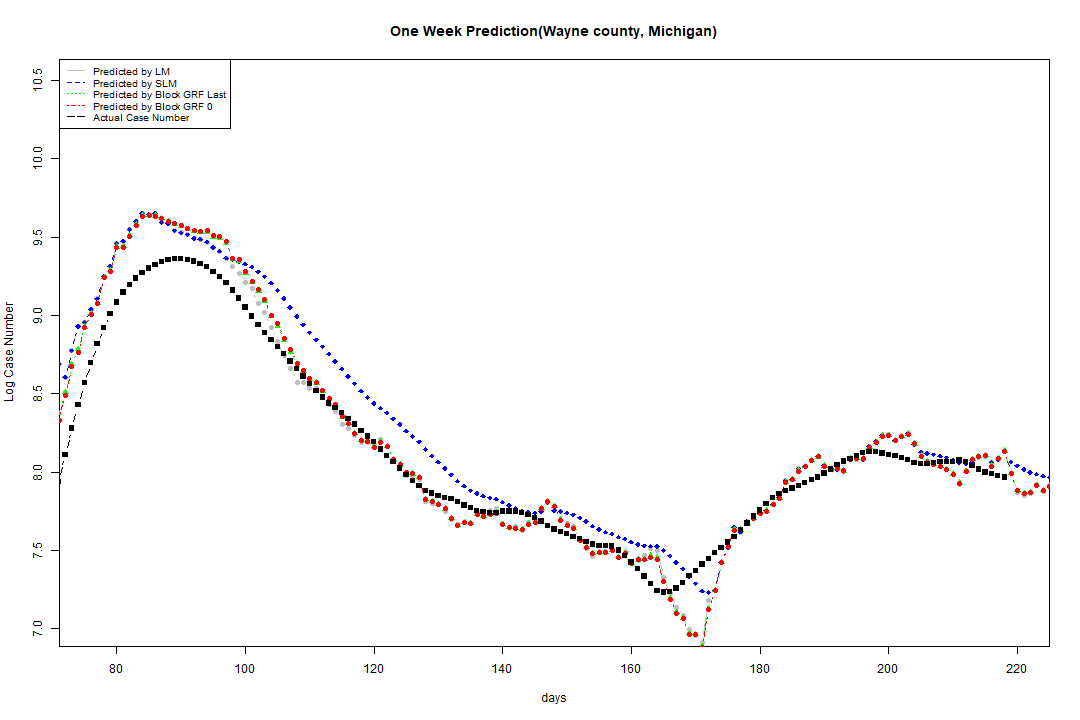 One Week Prediction(Wayne county, Michigan)
Predicted by LM
Predicted by SLM
Predicted by Block GRF Last
Predicted by Block GRF 0
Actual Case Number
10.5
10.0
9.5
9.0
8.5
8.0
7.5
7.0
Log Case Number
80 100 120 140 160 180 200 220
days